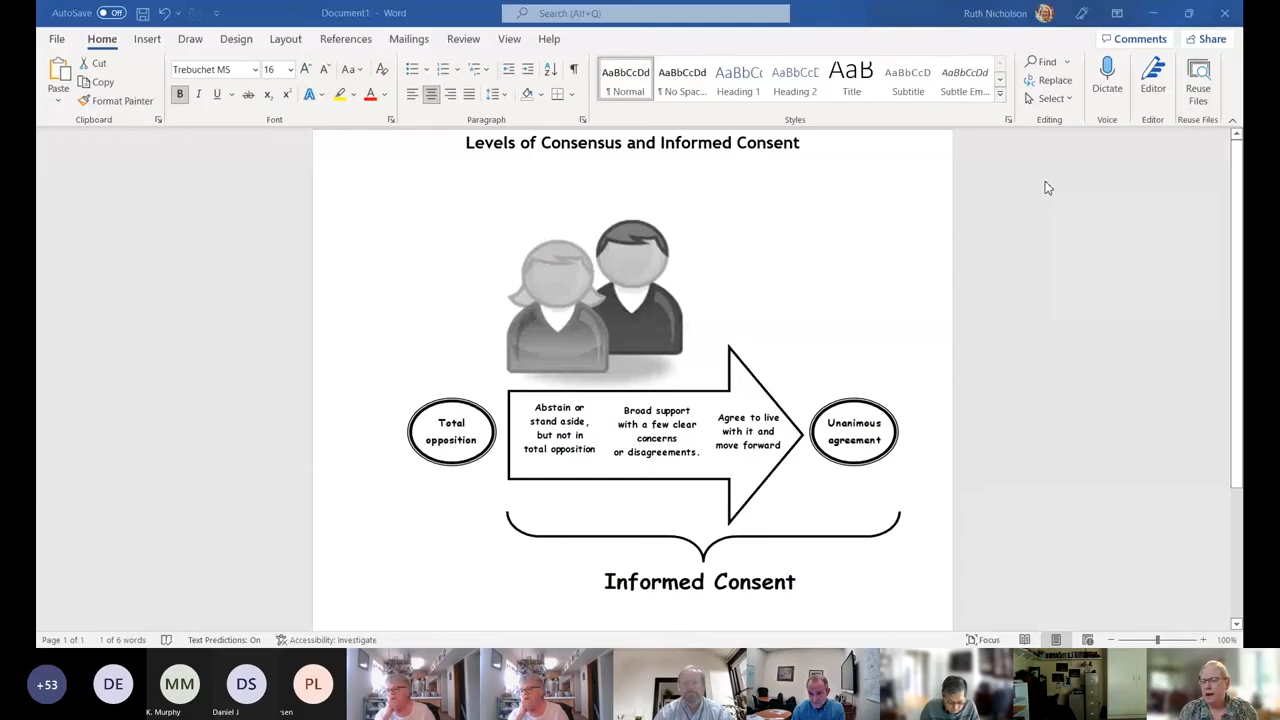 AutoSave Off
Document1 - Word
Search (Alt+Q)
Ruth Nicholson
File Home Insert Draw Design Layout References Mailings Review View Help
Comments Share
Paste
Cut
Copy
Format Painter
Clipboard
Trebuchet MS 16
Font
Paragraph
AaBbCcDd AaBbCcDd AaBbCc AaBbCcD AaB AaBbCcD AaBbCcDd
¶ Normal ¶ No Spac... Heading 1 Heading 2 Title Subtitle Subtle Em...
Styles
Find
Replace
Select
Editing
Dictate
Voice
Editor
Editor
Reuse
Files
Reuse Files
Levels of Consensus and Informed Consent
Total
opposition
Abstain or
stand aside,
but not in
total opposition
Broad support
with a few clear
concerns
or disagreements.
Agree to live
with it and
move forward
Unanimous
agreement
Informed Consent
Page 1 of 1 1 of 6 words Text Predictions: On Accessibility: Investigate
Focus
100%
+53 DE MM DS PL
K. Murphy Daniel J rsen